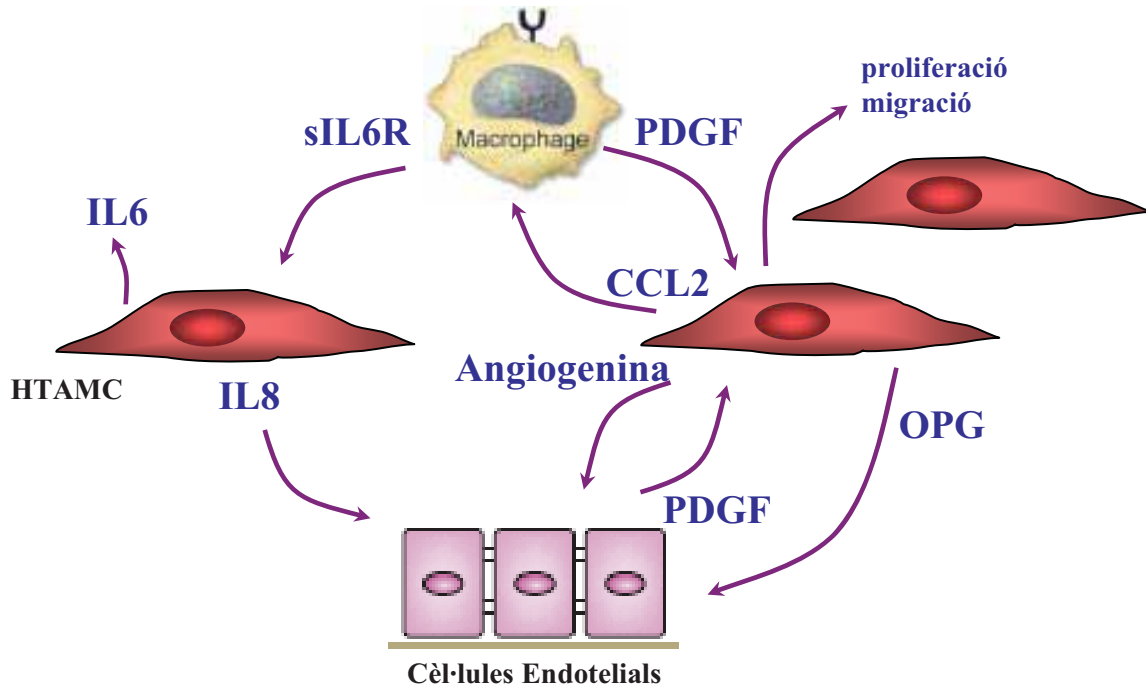 proliferació
migració
sIL6R
Macrophage
PDGF
IL6
CCL2
Angiogenina
HTAMC
IL8
OPG
PDGF
Cèl·lules Endotelials